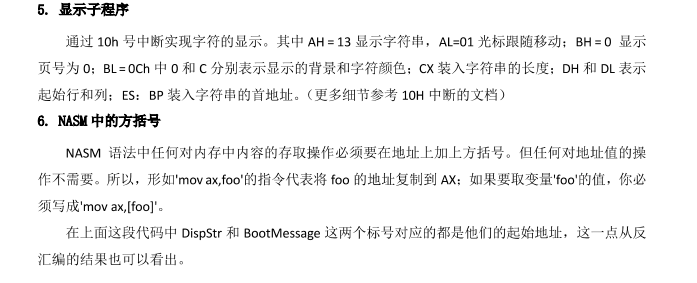 5. 显示子程序
通过 10h 号中断实现字符的显示。其中 AH = 13 显示字符串，AL=01 光标跟随移动；BH = 0 显示
页号为 0；BL = 0Ch 中 0 和 C 分别表示显示的背景和字符颜色；CX 装入字符串的长度；DH 和 DL 表示
起始行和列；ES：BP 装入字符串的首地址。（更多细节参考 10H 中断的文档）
6. NASM 中的方括号
NASM 语法中任何对内存中内容的存取操作必须要在地址上加上方括号。但任何对地址值的操
作不需要。所以，形如'mov ax,foo'的指令代表将 foo 的地址复制到 AX；如果要取变量'foo'的值，你必
须写成'mov ax,[foo]'。
在上面这段代码中 DispStr 和 BootMessage 这两个标号对应的都是他们的起始地址，这一点从反
汇编的结果也可以看出。